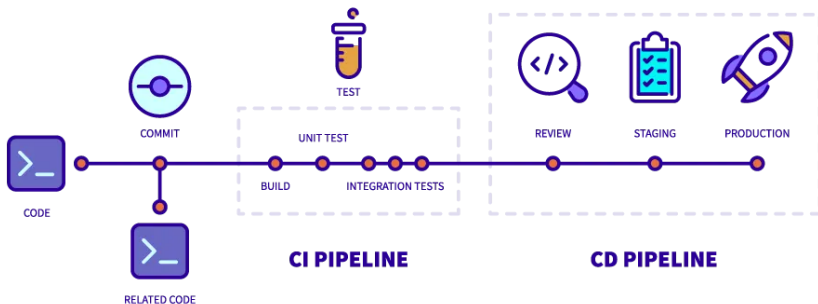 TEST
COMMIT
REVIEW
STAGING
PRODUCTION
UNIT TEST
BUILD
INTEGRATION TESTS
CODE
RELATED CODE
CI PIPELINE
CD PIPELINE